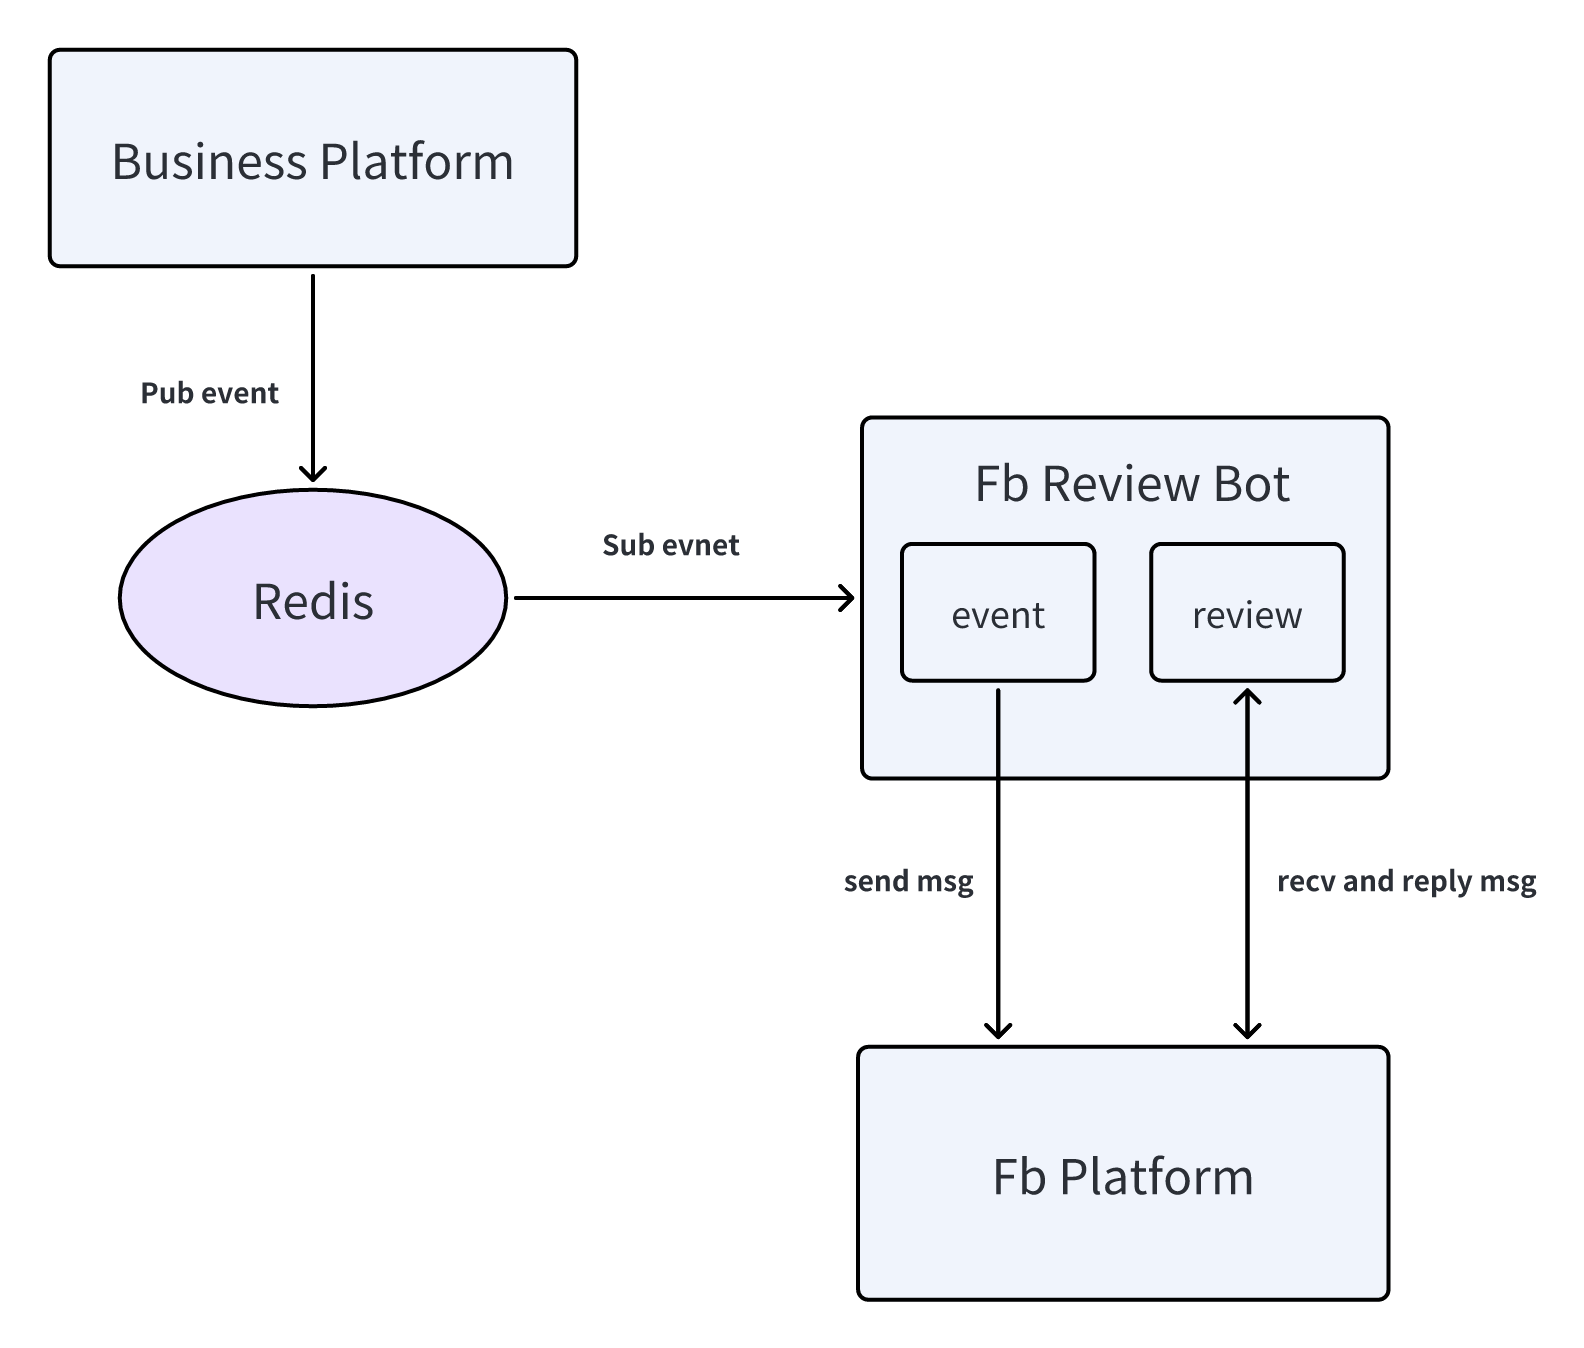 Business Platform
Pub event
Redis
Sub evnet
Fb Review Bot
event
review
send msg
recv and reply msg
Fb Platform